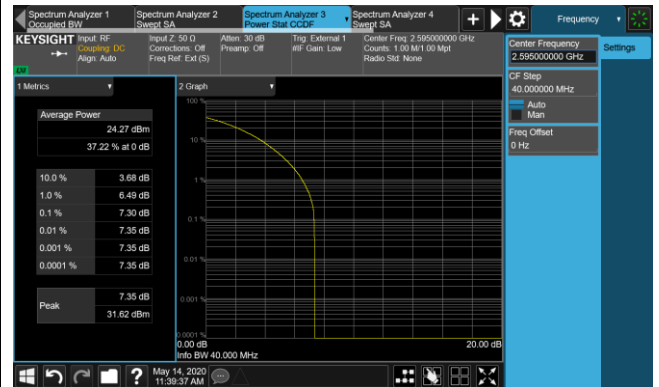 Spectrum Analyzer 1
Occupied BW
Spectrum Analyzer 2
Swept SA
Spectrum Analyzer 3
Power Stat CCDF
Spectrum Analyzer 4
Swept SA
Frequency
KEYSIGHT
Input: RF
Coupling: DC
Align: Auto
Input Z: 50 Ω
Corrections: Off
Freq Ref: Ext (S)
Atten: 30 dB
Preamp: Off
Trig: External 1
#IF Gain: Low
Center Freq: 2.595000000 GHz
Counts: 1.00 M/1.00 Mpt
Radio Std: None
Center Frequency
2.595000000 GHz
Settings
CF Step
40.000000 MHz
Auto
Man
Freq Offset
0 Hz
1 Metrics
Average Power
24.27 dBm
37.22 % at 0 dB
10.0 % 3.68 dB
1.0 % 6.49 dB
0.1 % 7.30 dB
0.01 % 7.35 dB
0.001 % 7.35 dB
0.0001 % 7.35 dB
Peak
7.35 dB
31.62 dBm
2 Graph
100 %
10 %
1 %
0.1 %
0.01 %
0.001 %
0.0001 %
0.00 dB
20.00 dB
Info BW 40.000 MHz
?
May 14, 2020
11:39:37 AM